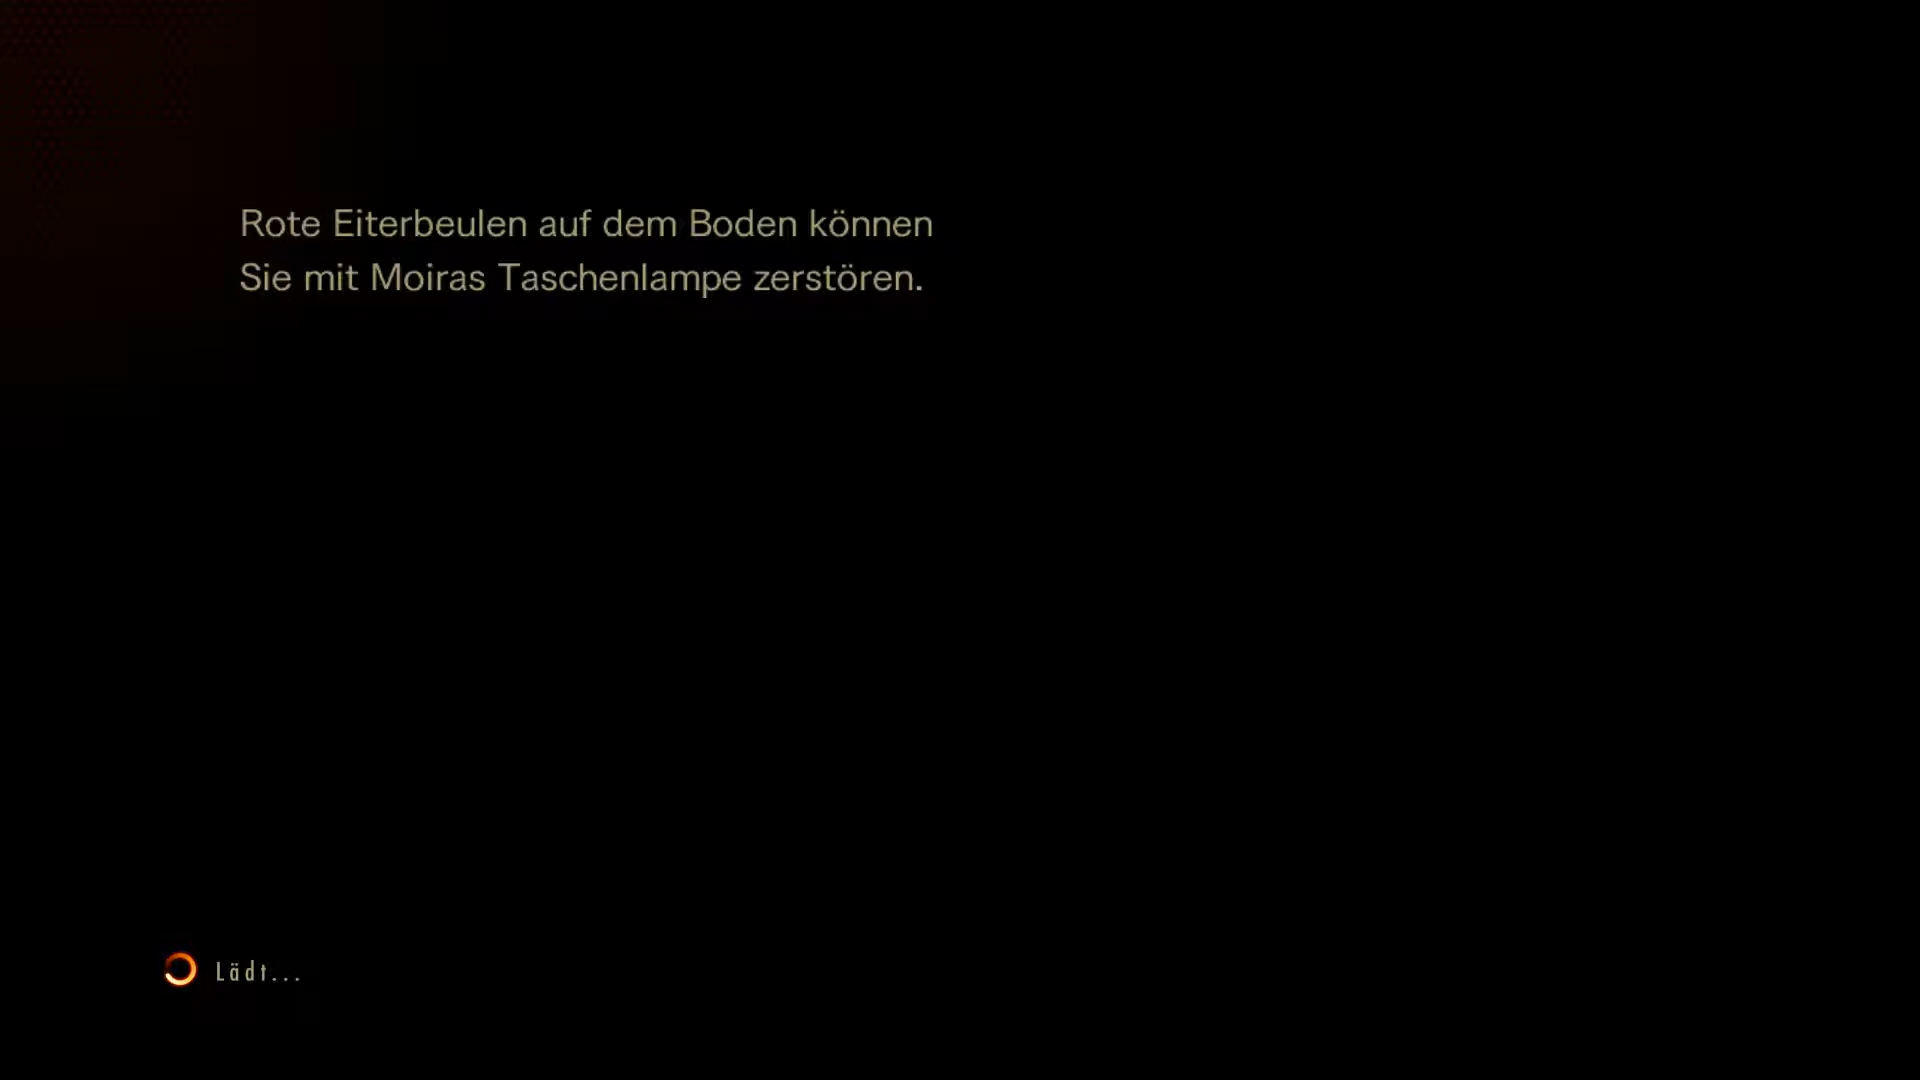 Rote Eiterbeulen auf dem Boden können
Sie mit Moiras Taschenlampe zerstören.
Lädt...